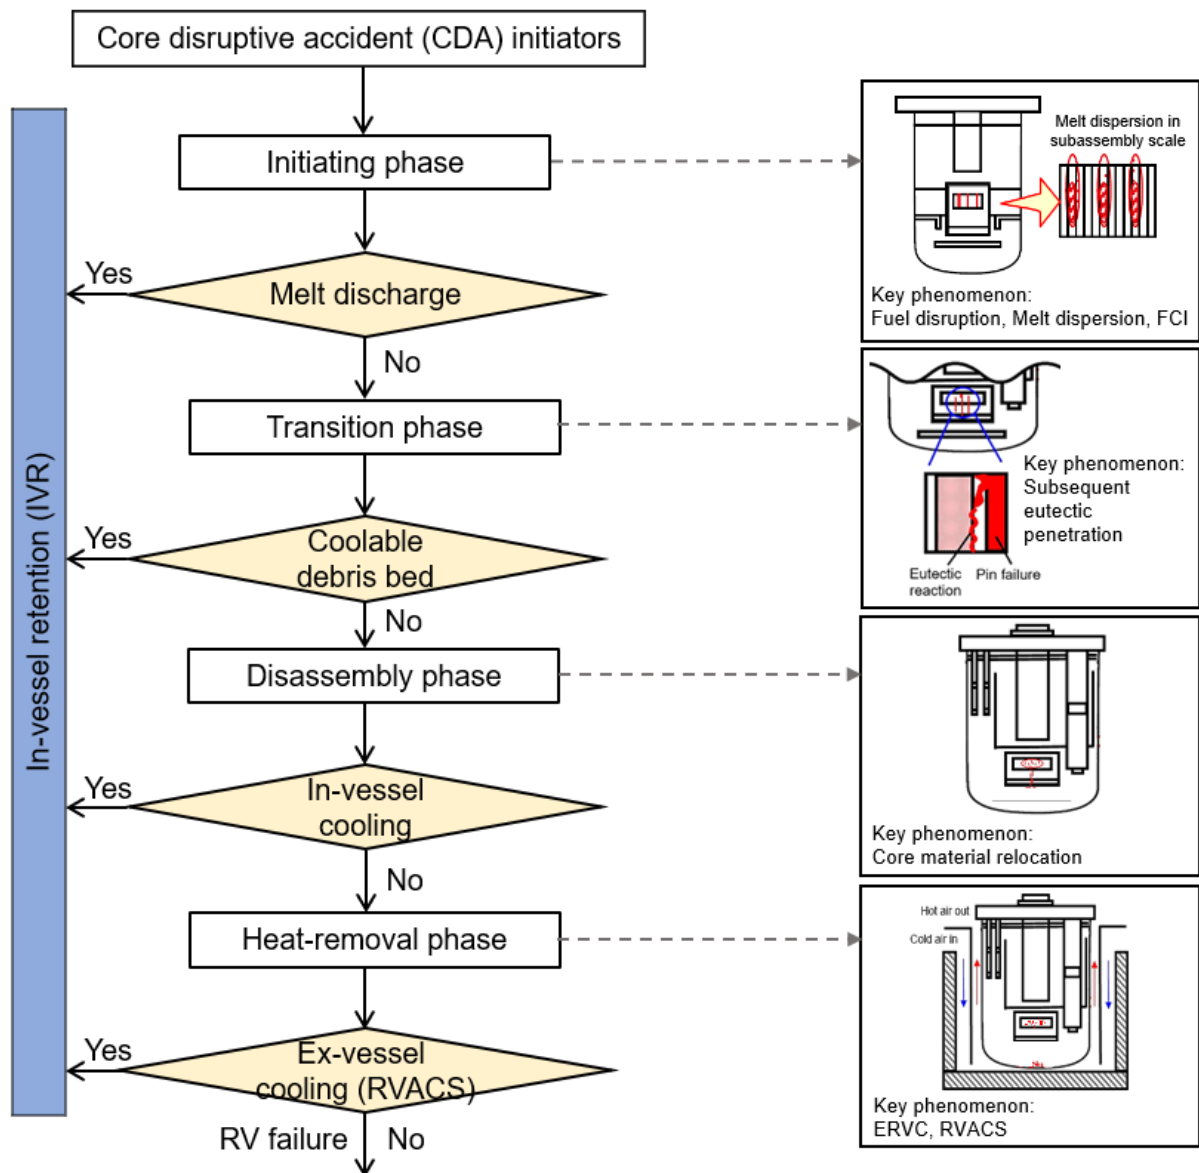 Core disruptive accident (CDA) initiators
Initiating phase
Melt discharge
Yes
No
Transition phase
Coolable
debris bed
Yes
No
Disassembly phase
In-vessel
cooling
Yes
No
Heat-removal phase
Ex-vessel
cooling (RVACS)
Yes
RV failure
No
In-vessel retention (IVR)
Melt dispersion in
subassembly scale
Key phenomenon:
Fuel disruption, Melt dispersion, FCI
Key phenomenon:
Subsequent
eutectic
penetration
Eutectic
reaction
Pin failure
Key phenomenon:
Core material relocation
Hot air out
Cold air in
Key phenomenon:
ERVC, RVACS